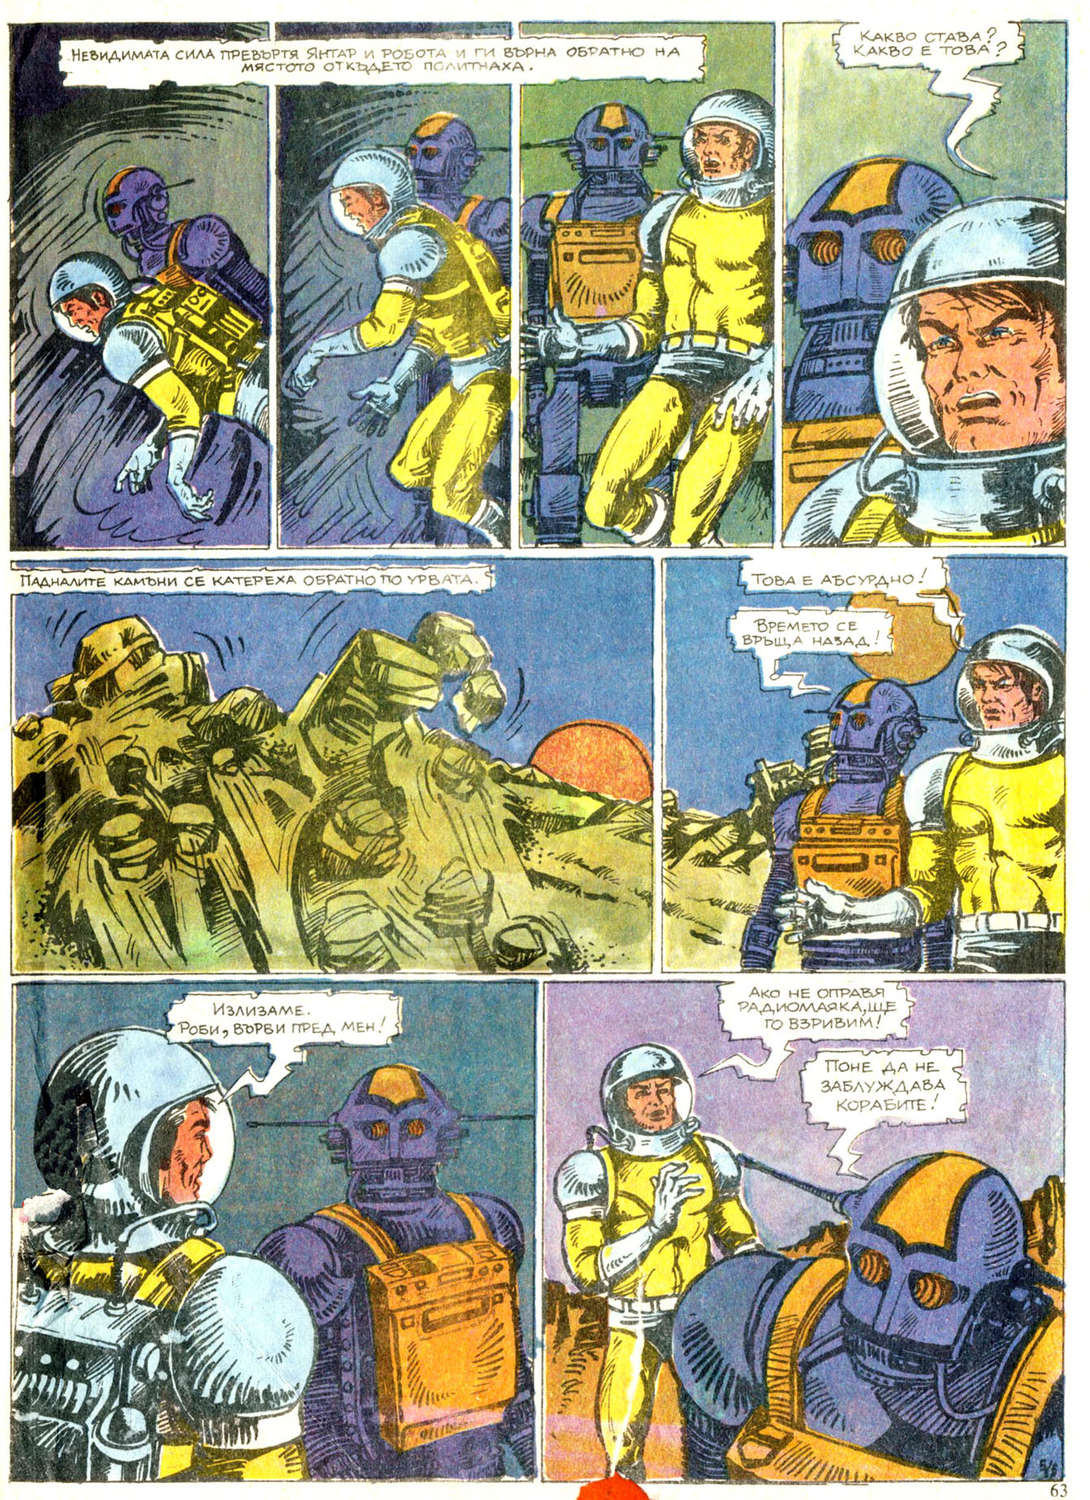 НЕВИДИМАТА СИЛА ПРЕВЪРТЯ ЯНТАР И РОБОТА И ГИ ВЪРНА ОБРАТНО НА
МЯСТОТО ОТКЪДЕТО ПОЛИТНАХА.
КАКВО СТАВА?
КАКВО Е ТОВА?
ПАДНАЛИТЕ КАМЪНИ СЕ КАТЕРЕХА ОБРАТНО ПО УРВАТА.
ТОВА Е АБСУРДНО!
ВРЕМЕТО СЕ
ВРЪЩА НАЗАД!
ИЗЛИЗАМЕ.
РОБИ, ВЪРВИ ПРЕД МЕН!
АКО НЕ ОПРАВЯ
РАДИОМАЯКА, ЩЕ
ГО ВЗРИВИМ!
ПОНЕ ДА НЕ
ЗАБЛУЖДАВА
КОРАБИТЕ!
63